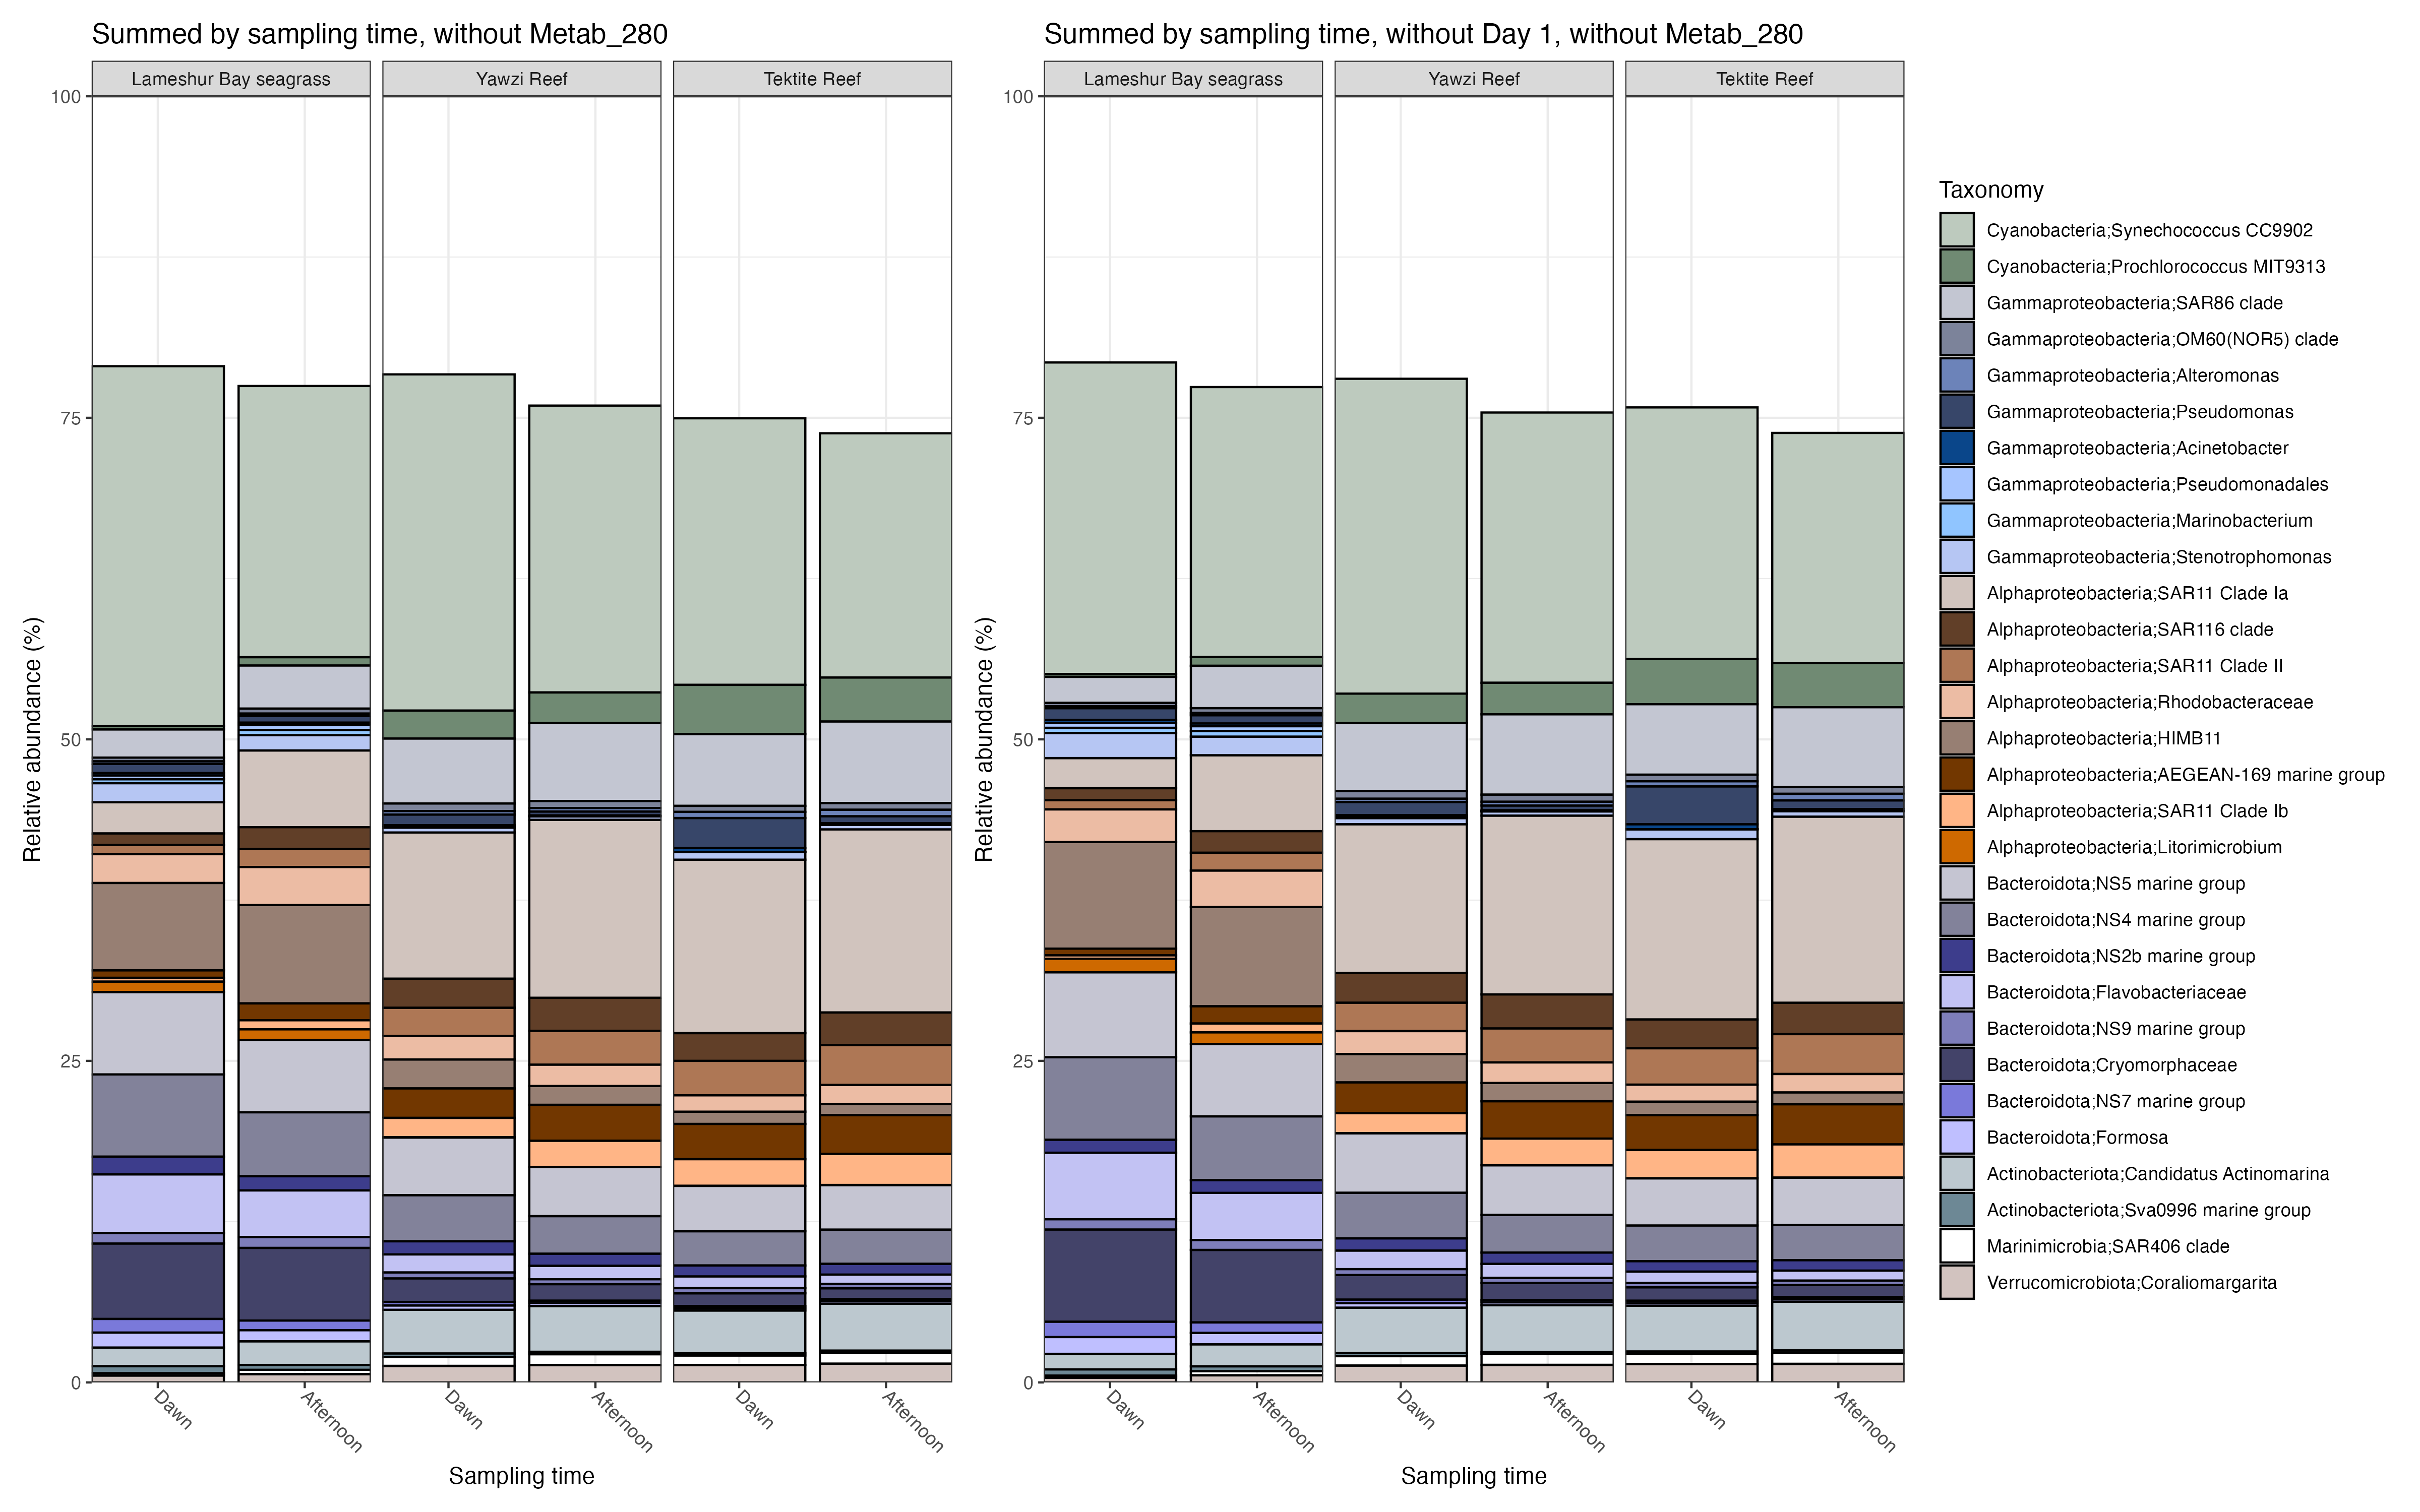 Summed by sampling time, without Metab_280
Lameshur Bay seagrass
Yawzi Reef
Tektite Reef
100
75
50
25
0
Relative abundance (%)
Dawn
Afternoon
Dawn
Afternoon
Dawn
Afternoon
Sampling time
Summed by sampling time, without Day 1, without Metab_280
Lameshur Bay seagrass
Yawzi Reef
Tektite Reef
100
75
50
25
0
Relative abundance (%)
Dawn
Afternoon
Dawn
Afternoon
Dawn
Afternoon
Sampling time
Taxonomy
Cyanobacteria;Synechococcus CC9902
Cyanobacteria;Prochlorococcus MIT9313
Gammaproteobacteria;SAR86 clade
Gammaproteobacteria;OM60(NOR5) clade
Gammaproteobacteria;Alteromonas
Gammaproteobacteria;Pseudomonas
Gammaproteobacteria;Acinetobacter
Gammaproteobacteria;Pseudomonadales
Gammaproteobacteria;Marinobacterium
Gammaproteobacteria;Stenotrophomonas
Alphaproteobacteria;SAR11 Clade Ia
Alphaproteobacteria;SAR116 clade
Alphaproteobacteria;SAR11 Clade II
Alphaproteobacteria;Rhodobacteraceae
Alphaproteobacteria;HIMB11
Alphaproteobacteria;AEGEAN-169 marine group
Alphaproteobacteria;SAR11 Clade Ib
Alphaproteobacteria;Litorimicrobium
Bacteroidota;NS5 marine group
Bacteroidota;NS4 marine group
Bacteroidota;NS2b marine group
Bacteroidota;Flavobacteriaceae
Bacteroidota;NS9 marine group
Bacteroidota;Cryomorphaceae
Bacteroidota;NS7 marine group
Bacteroidota;Formosa
Actinobacteriota;Candidatus Actinomarina
Actinobacteriota;Sva0996 marine group
Marinimicrobia;SAR406 clade
Verrucomicrobiota;Coraliomargarita